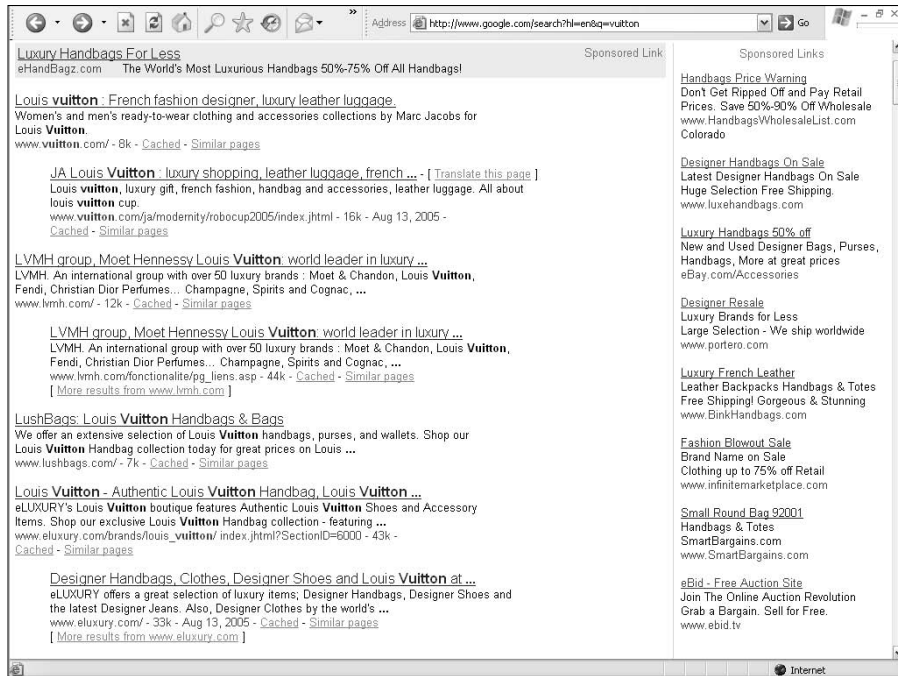 »
Address http://www.google.com/search?hl=en&q=vuitton Go
Luxury Handbags For Less Sponsored Link
eHandBagz.com The World's Most Luxurious Handbags 50%-75% Off All Handbags!
Louis vuitton : French fashion designer, luxury leather luggage.
Women's and men's ready-to-wear clothing and accessories collections by Marc Jacobs for
Louis Vuitton.
www.vuitton.com/ - 8k - Cached - Similar pages
JA Louis Vuitton : luxury shopping, leather luggage, french ... - [ Translate this page ]
Louis vuitton, luxury gift, french fashion, handbag and accessories, leather luggage. All about
louis vuitton cup.
www.vuitton.com/ja/modernity/robocup2005/index.jhtml - 16k - Aug 13, 2005 -
Cached - Similar pages
LVMH group, Moet Hennessy Louis Vuitton: world leader in luxury ...
LVMH. An international group with over 50 luxury brands : Moet & Chandon, Louis Vuitton,
Fendi, Christian Dior Perfumes... Champagne, Spirits and Cognac, ...
www.lvmh.com/ - 12k - Cached - Similar pages
LVMH group, Moet Hennessy Louis Vuitton: world leader in luxury ...
LVMH. An international group with over 50 luxury brands : Moet & Chandon, Louis Vuitton,
Fendi, Christian Dior Perfumes... Champagne, Spirits and Cognac, ...
www.lvmh.com/fonctionalite/pg_liens.asp - 44k - Cached - Similar pages
[ More results from www.lvmh.com ]
LushBags: Louis Vuitton Handbags & Bags
We offer an extensive selection of Louis Vuitton handbags, purses, and wallets. Shop our
Louis Vuitton Handbag collection today for great prices on Louis ...
www.lushbags.com/ - 7k - Cached - Similar pages
Louis Vuitton - Authentic Louis Vuitton Handbag, Louis Vuitton ...
eLUXURY's Louis Vuitton boutique features Authentic Louis Vuitton Shoes and Accessory
Items. Shop our exclusive Louis Vuitton Handbag collection - featuring ...
www.eluxury.com/brands/louis_vuitton/ index.jhtml?SectionID=6000 - 43k -
Cached - Similar pages
Designer Handbags, Clothes, Designer Shoes and Louis Vuitton at ...
eLUXURY offers a great selection of luxury items; Designer Handbags, Designer Shoes and
the latest Designer Jeans. Also, Designer Clothes by the world's ...
www.eluxury.com/ - 33k - Aug 13, 2005 - Cached - Similar pages
[ More results from www.eluxury.com ]
Sponsored Links
Handbags Price Warning
Don't Get Ripped Off and Pay Retail
Prices. Save 50%-90% Off Wholesale
www.HandbagsWholesaleList.com
Colorado
Designer Handbags On Sale
Latest Designer Handbags On Sale
Huge Selection Free Shipping.
www.luxehandbags.com
Luxury Handbags 50% off
New and Used Designer Bags, Purses,
Handbags, More at great prices
eBay.com/Accessories
Designer Resale
Luxury Brands for Less
Large Selection - We ship worldwide
www.portero.com
Luxury French Leather
Leather Backpacks Handbags & Totes
Free Shipping! Gorgeous & Stunning
www.BinkHandbags.com
Fashion Blowout Sale
Brand Name on Sale
Clothing up to 75% off Retail
www.infinitemarketplace.com
Small Round Bag 92001
Handbags & Totes
SmartBargains.com
www.SmartBargains.com
eBid - Free Auction Site
Join The Online Auction Revolution
Grab a Bargain. Sell for Free.
www.ebid.tv
Internet